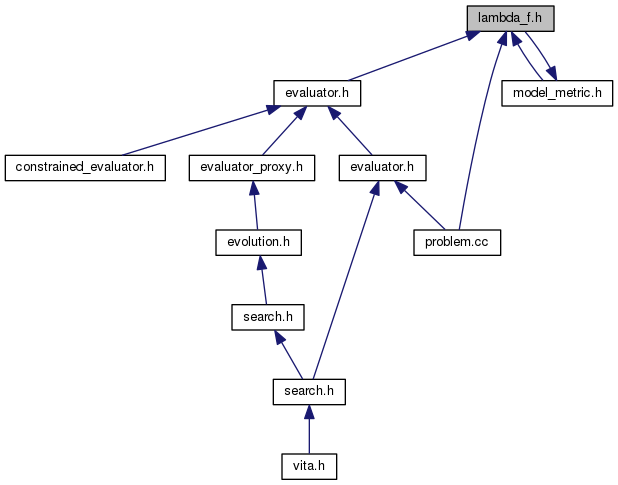 lambda_f.h
evaluator.h
model_metric.h
constrained_evaluator.h
evaluator_proxy.h
evaluator.h
evolution.h
problem.cc
search.h
search.h
vita.h